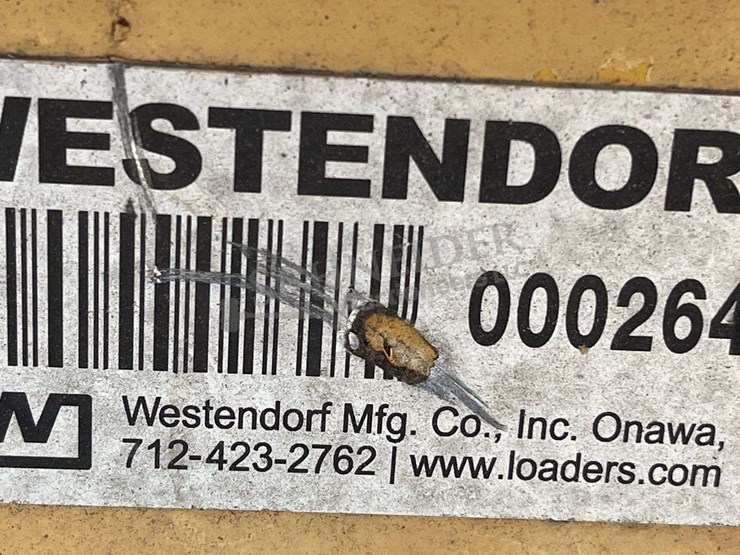 WESTENDOR
000264
W
Westendorf Mfg. Co., Inc. Onawa,
712-423-2762 | www.loaders.com